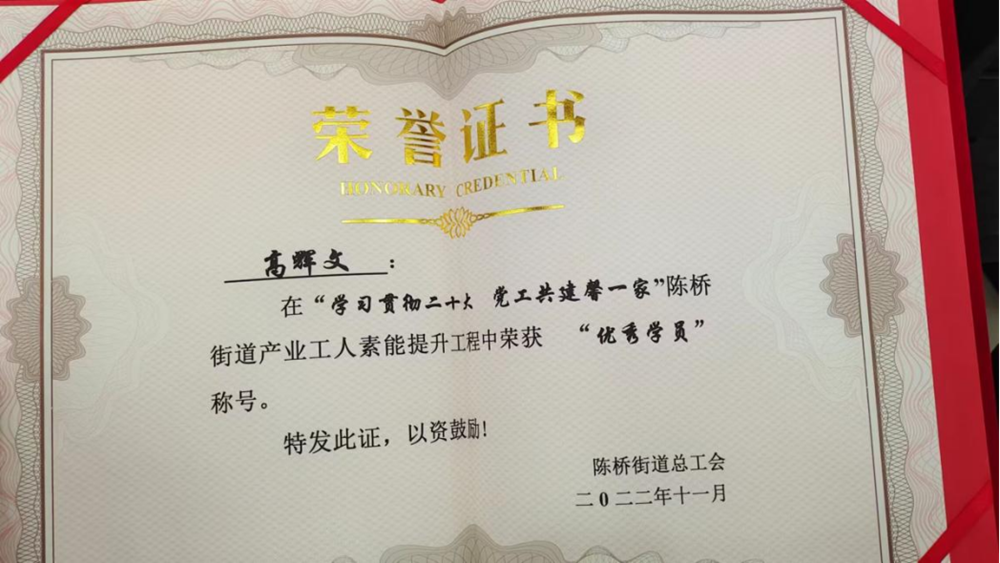 荣誉证书
HONORARY CREDENTIAL
高辉文：
在“学习贯彻二十大 党工共建馨一家”陈桥
街道产业工人素能提升工程中荣获 “优秀学员”
称号。
特发此证，以资鼓励！
陈桥街道总工会
二0二二年十一月